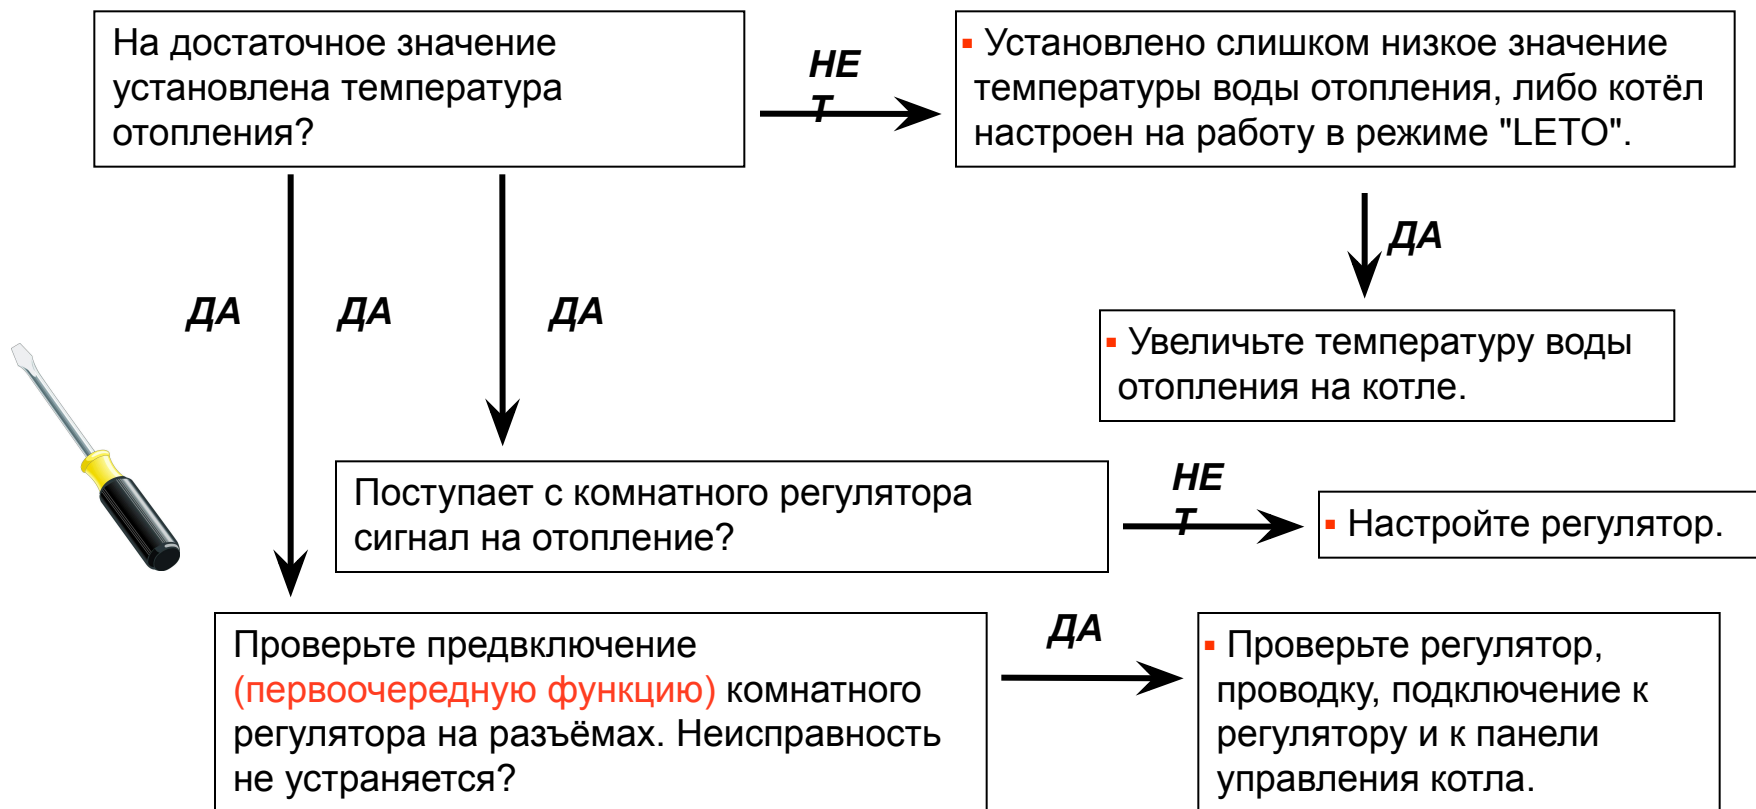 На достаточное значение
установлена температура
отопления?
НЕ
Т
▪ Установлено слишком низкое значение
температуры воды отопления, либо котёл
настроен на работу в режиме "LETO".
ДА
ДА
ДА
ДА
▪ Увеличьте температуру воды
отопления на котле.
Поступает с комнатного регулятора
сигнал на отопление?
НЕ
Т
▪ Настройте регулятор.
Проверьте предвключение
(первоочередную функцию) комнатного
регулятора на разъёмах. Неисправность
не устраняется?
ДА
▪ Проверьте регулятор,
проводку, подключение к
регулятору и к панели
управления котла.